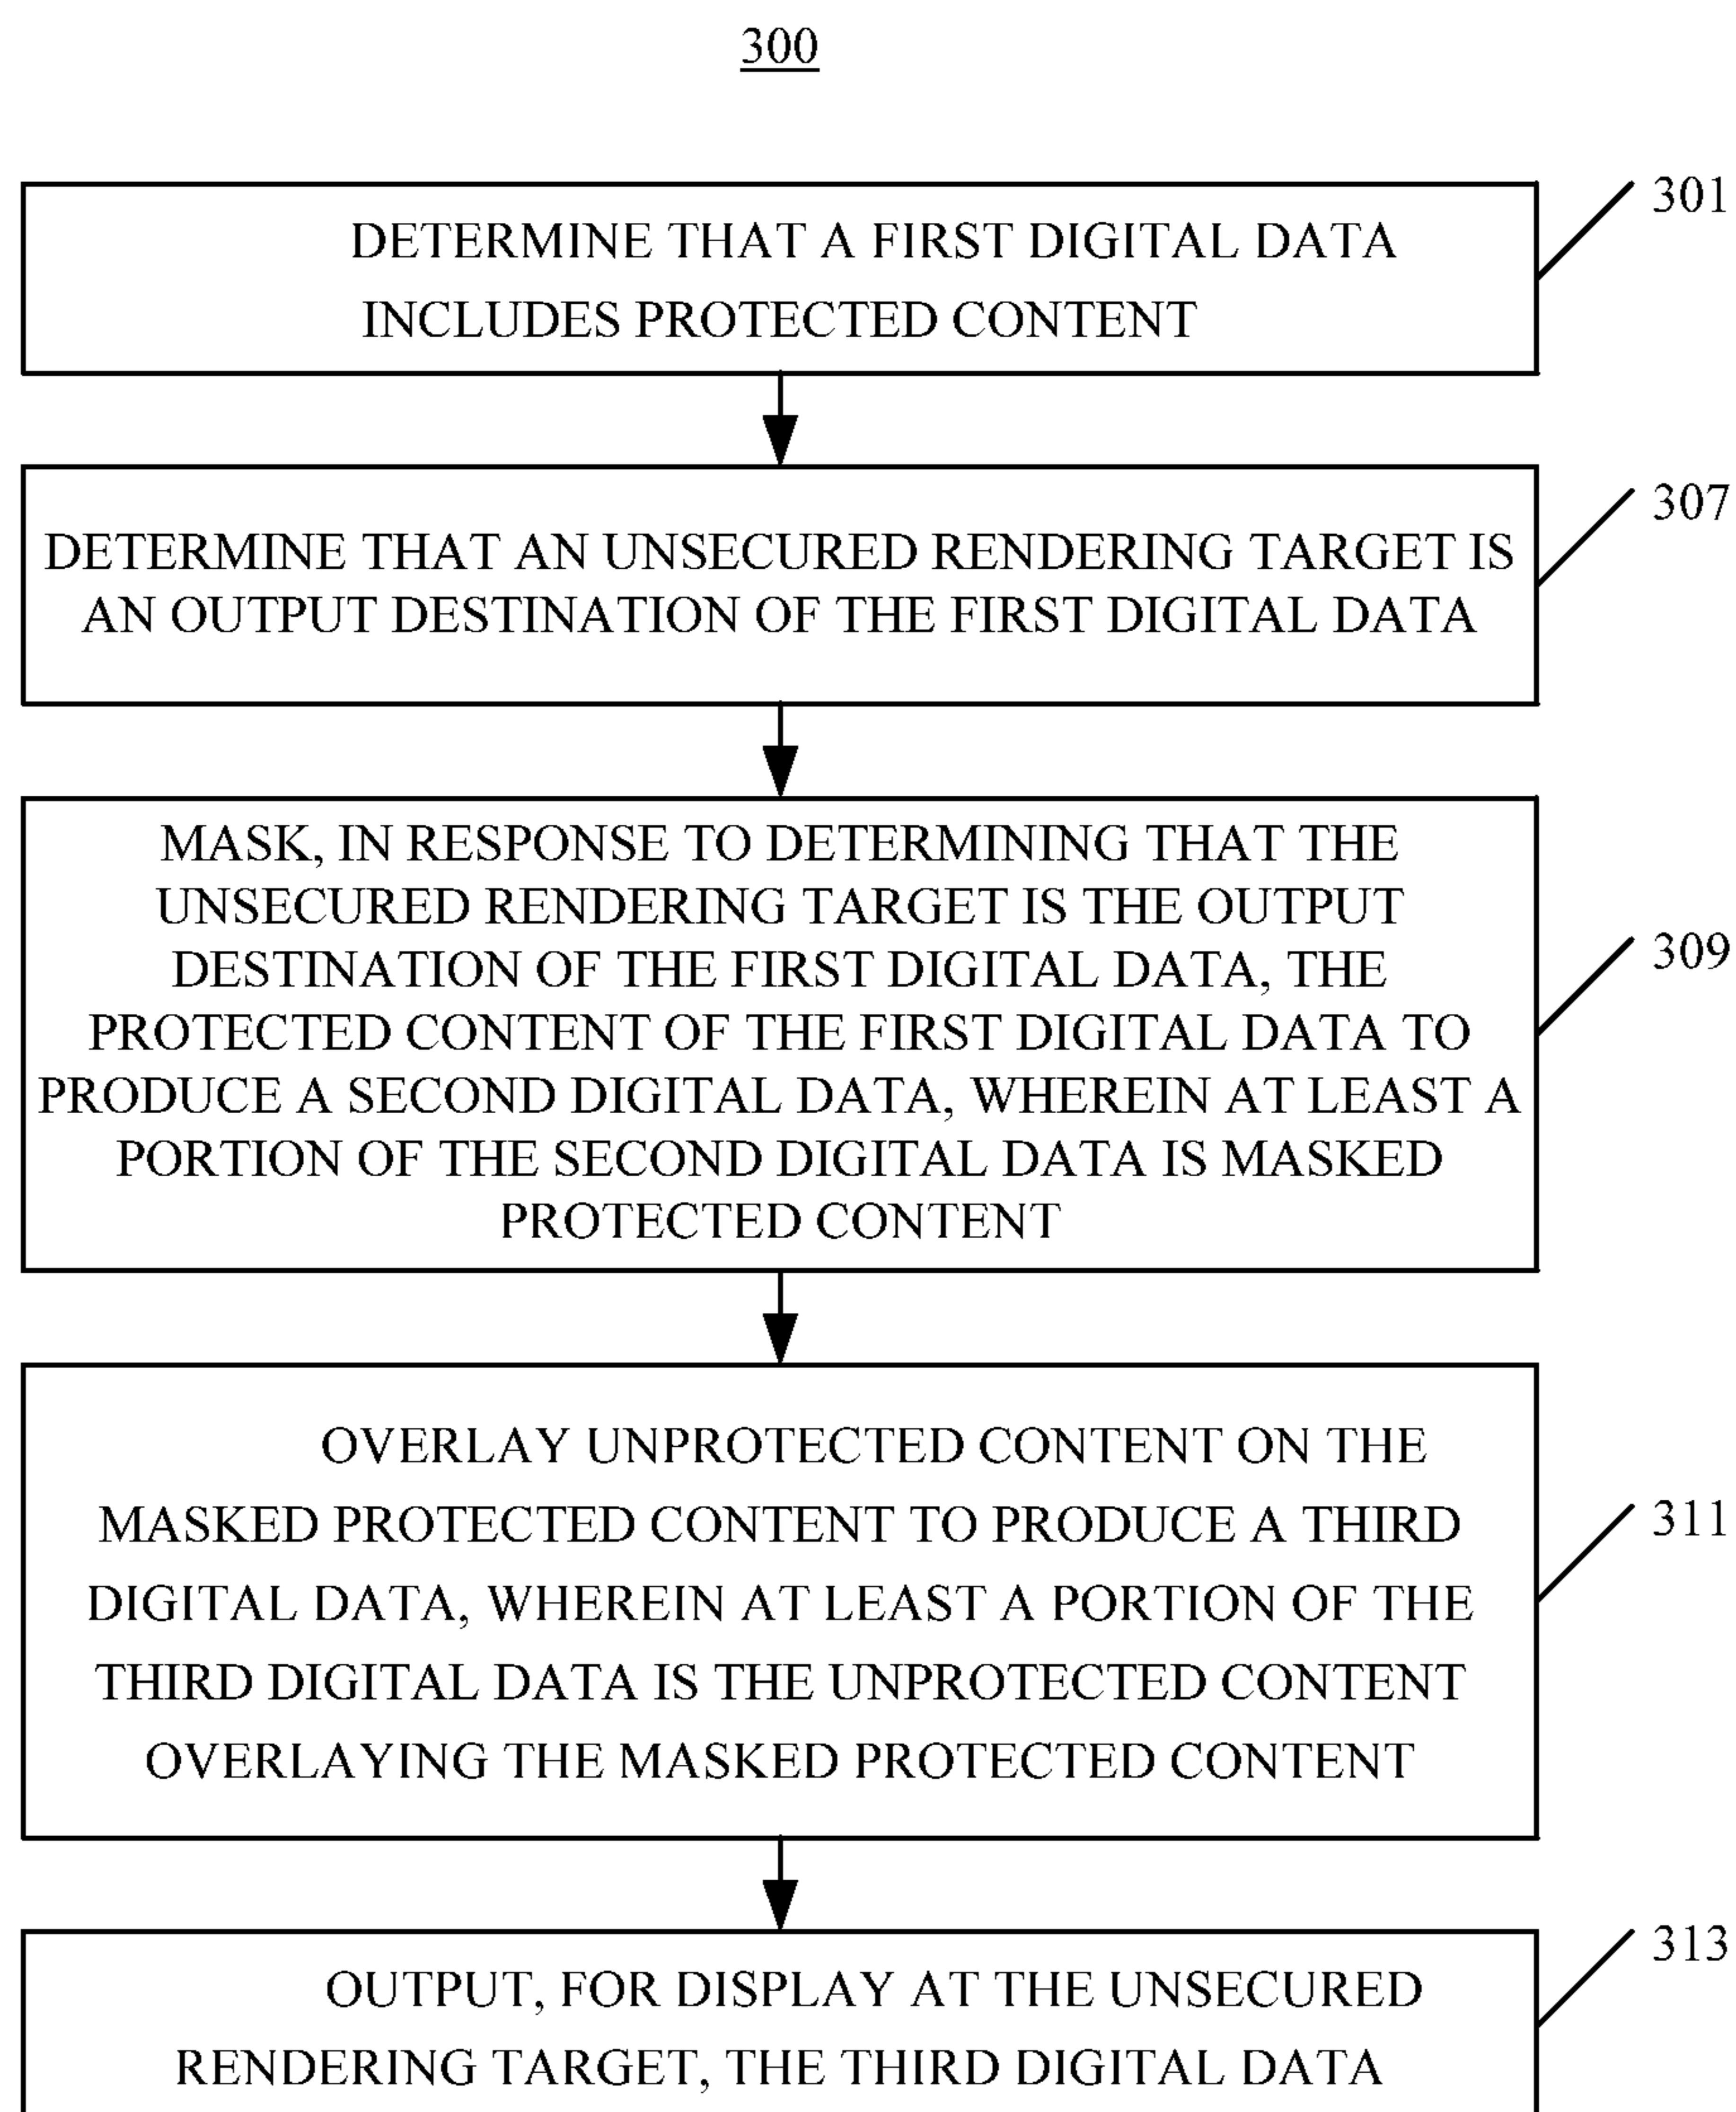 300
301
DETERMINE THAT A FIRST DIGITAL DATA
INCLUDES PROTECTED CONTENT
307
DETERMINE THAT AN UNSECURED RENDERING TARGET IS
AN OUTPUT DESTINATION OF THE FIRST DIGITAL DATA
MASK, IN RESPONSE TO DETERMINING THAT THE
UNSECURED RENDERING TARGET IS THE OUTPUT
DESTINATION OF THE FIRST DIGITAL DATA, THE
309
PROTECTED CONTENT OF THE FIRST DIGITAL DATA TO
PRODUCE A SECOND DIGITAL DATA, WHEREIN AT LEAST A
PORTION OF THE SECOND DIGITAL DATA IS MASKED
PROTECTED CONTENT
OVERLAY UNPROTECTED CONTENT ON THE
MASKED PROTECTED CONTENT TO PRODUCE A THIRD
311
DIGITAL DATA, WHEREIN AT LEAST A PORTION OF THE
THIRD DIGITAL DATA IS THE UNPROTECTED CONTENT
OVERLAYING THE MASKED PROTECTED CONTENT
313
OUTPUT, FOR DISPLAY AT THE UNSECURED
RENDERING TARGET, THE THIRD DIGITAL DATA